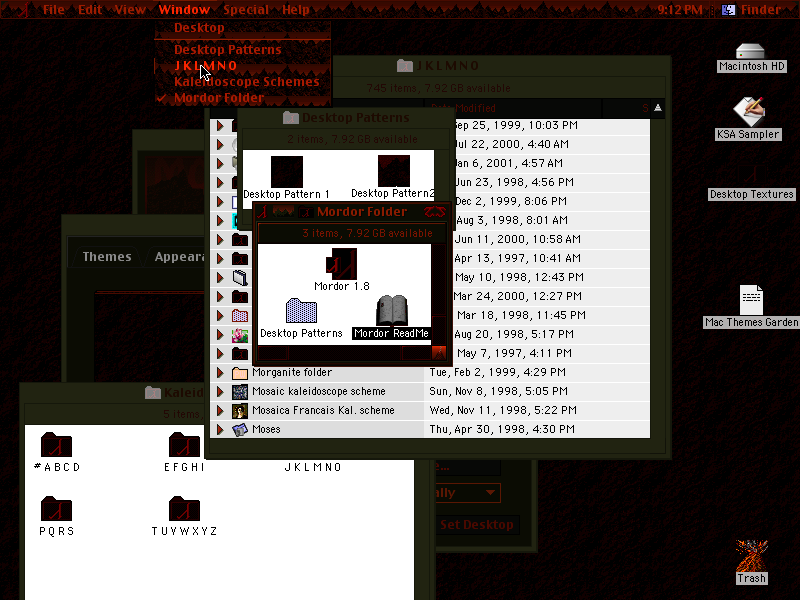 File Edit View Window Special Help 9:12 PM Finder
Desktop
Desktop Patterns
J K L M N O
Kaleidoscope Schemes
Mordor Folder
J K L M N O
745 items, 7.92 GB available
Date Modified
Macintosh HD
KSA Sampler
Desktop Textures
Mac Themes Garden
Trash
Desktop Patterns
2 items, 7.92 GB available
Desktop Pattern 1
Desktop Pattern2
Mordor Folder
3 items, 7.92 GB available
Mordor 1.8
Desktop Patterns
Mordor ReadMe
Sep 25, 1999, 10:03 PM
Jul 22, 2000, 4:40 AM
Jan 6, 2001, 4:57 AM
Jun 23, 1998, 4:56 PM
Dec 2, 1999, 8:06 PM
Aug 3, 1998, 8:01 AM
Jun 11, 2000, 10:58 AM
Apr 13, 1997, 10:41 AM
May 10, 1998, 12:43 PM
Mar 24, 2000, 12:27 PM
Mar 18, 1998, 11:45 PM
Aug 20, 1998, 5:17 PM
May 7, 1997, 4:11 PM
Morganite folder Tue, Feb 2, 1999, 4:29 PM
Mosaic kaleidoscope scheme Sun, Nov 8, 1998, 5:05 PM
Mosaica Francais Kal. scheme Wed, Nov 11, 1998, 5:22 PM
Moses Thu, Apr 30, 1998, 4:30 PM
Themes Appeara
Kaleid
5 items,
#ABCD
EFGHI
JKLMNO
PQRS
TUYWXYZ
Set Desktop